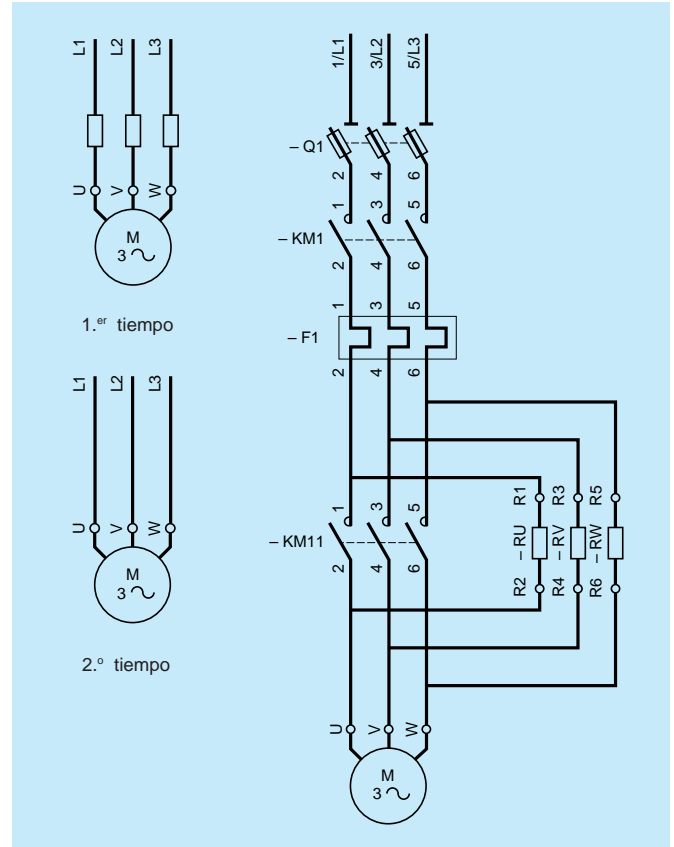 L1 L2 L3
U V W
M
3
1.er tiempo
L1 L2 L3
U V W
M
3
2.º tiempo
1/L1 3/L2 5/L3
– Q1
2 4 6
1 3 5
– KM1
2 4 6
1 3 5
– F1
2 4 6
R1 R3 R5
1 3 5
– KM11
– RU – RV – RW
2 4 6
R2 R4 R6
U V W
M
3